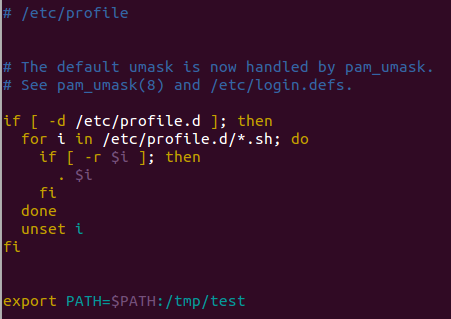 # /etc/profile
# The default umask is now handled by pam_umask.
# See pam_umask(8) and /etc/login.defs.
if [ -d /etc/profile.d ]; then
  for i in /etc/profile.d/*.sh; do
    if [ -r $i ]; then
      . $i
    fi
  done
  unset i
fi
export PATH=$PATH:/tmp/test